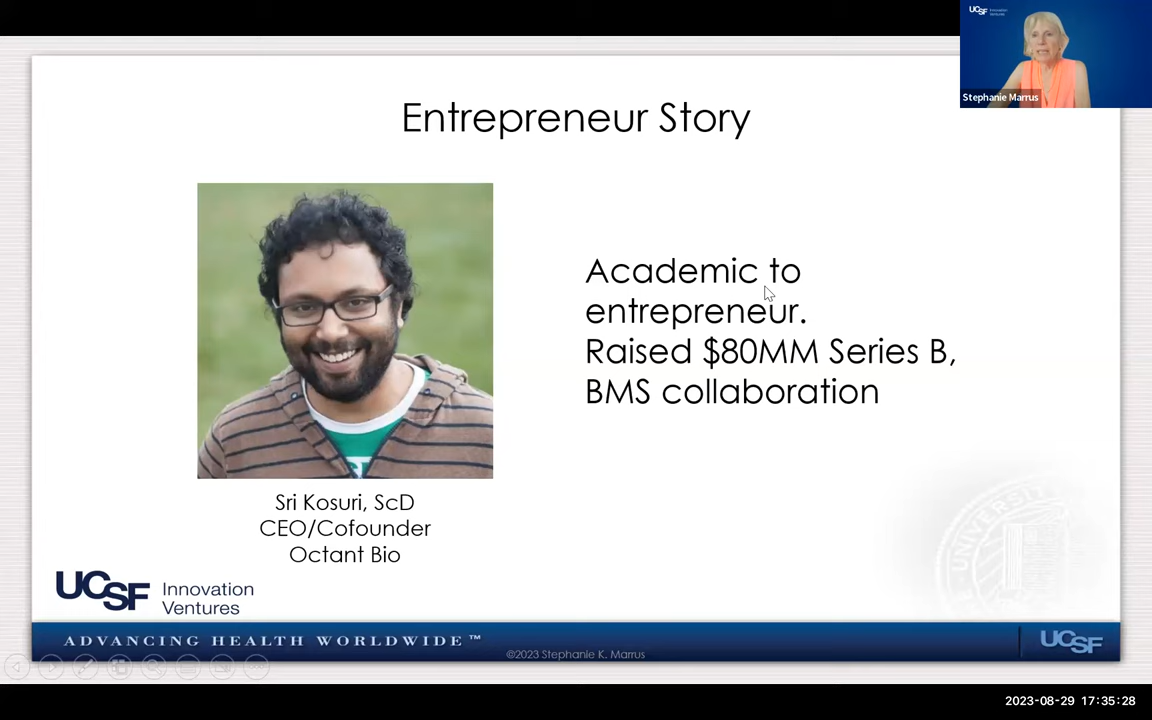 UCSF Innovation Ventures
Stephanie Marrus
Entrepreneur Story
Academic to
entrepreneur.
Raised $80MM Series B,
BMS collaboration
Sri Kosuri, ScD
CEO/Cofounder
Octant Bio
UCSF Innovation
Ventures
ADVANCING HEALTH WORLDWIDE™
©2023 Stephanie K. Marrus
UCSF
UNIVERSITY OF
2023-08-29 17:35:28